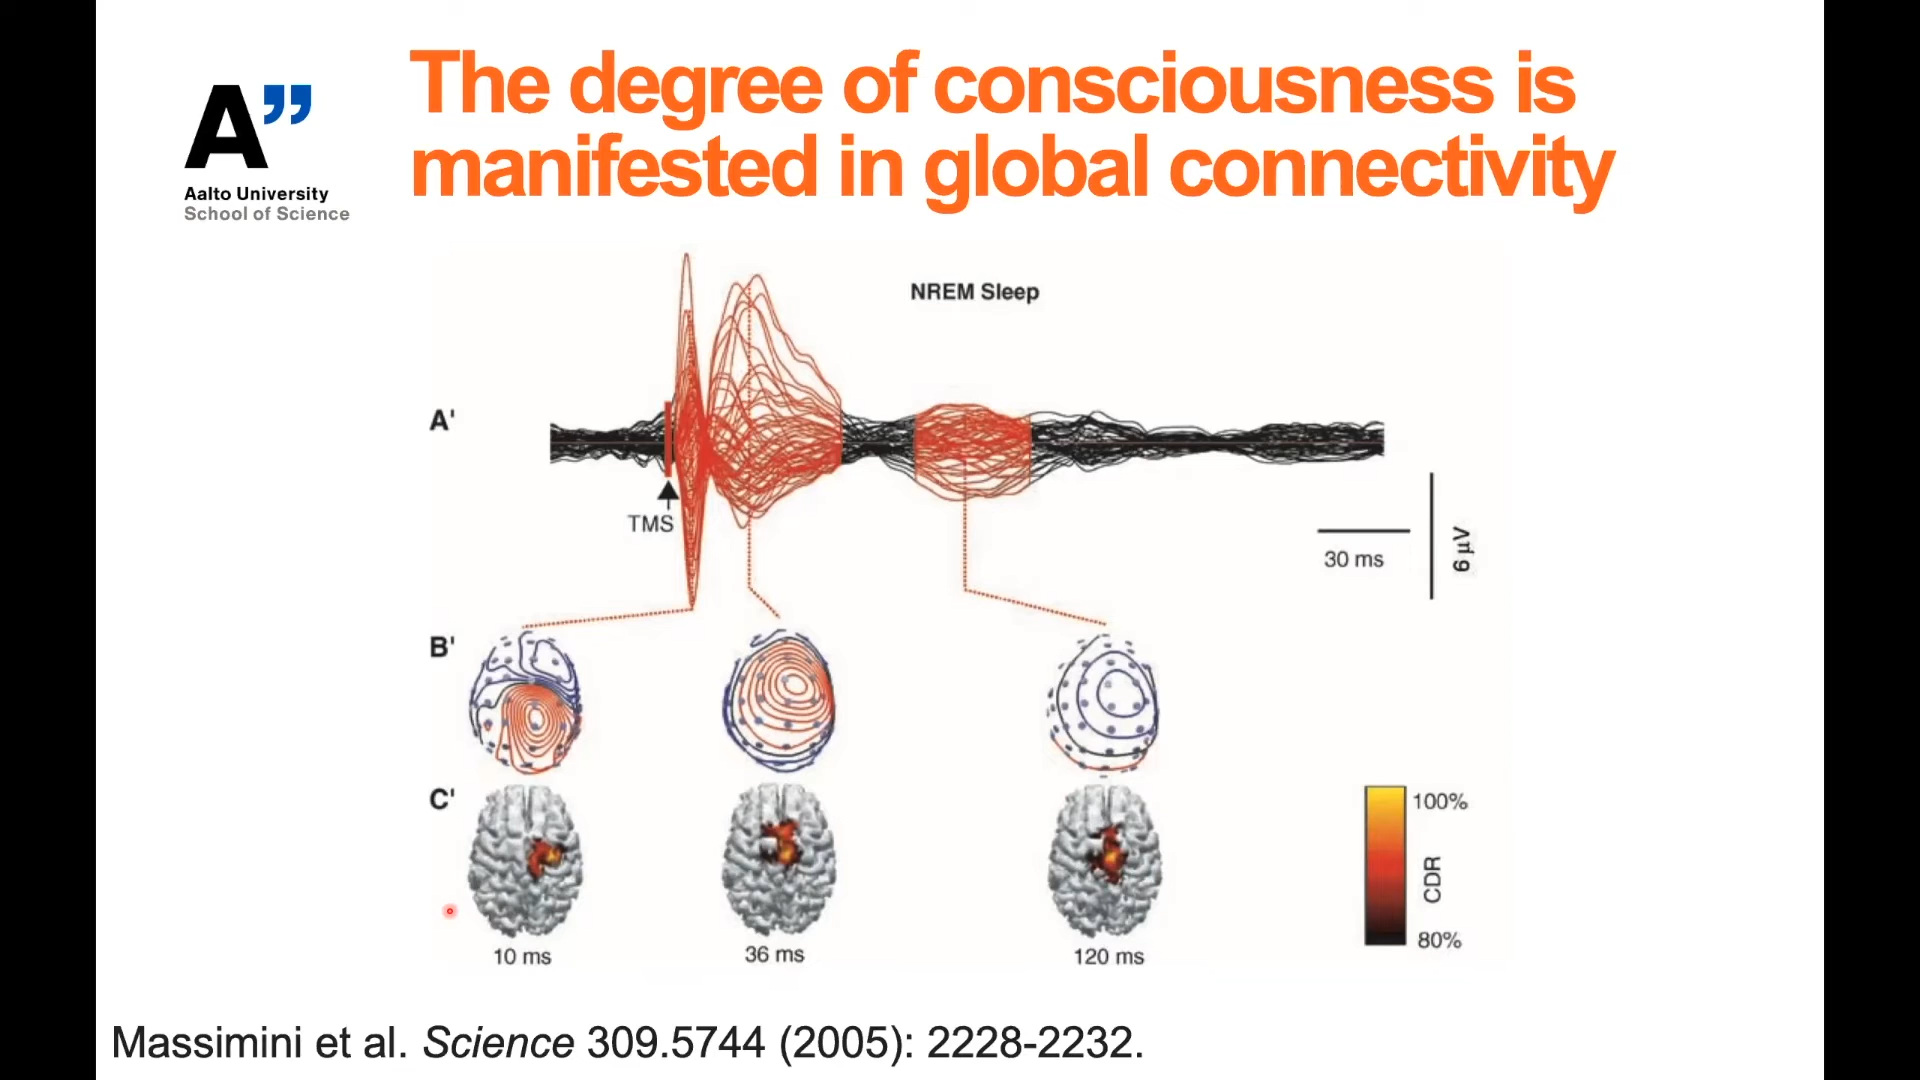 The degree of consciousness is
manifested in global connectivity
A”
Aalto University
School of Science
NREM Sleep
A'
TMS
30 ms
6 µV
B'
C'
100%
CDR
80%
10 ms
36 ms
120 ms
Massimini et al. Science 309.5744 (2005): 2228-2232.